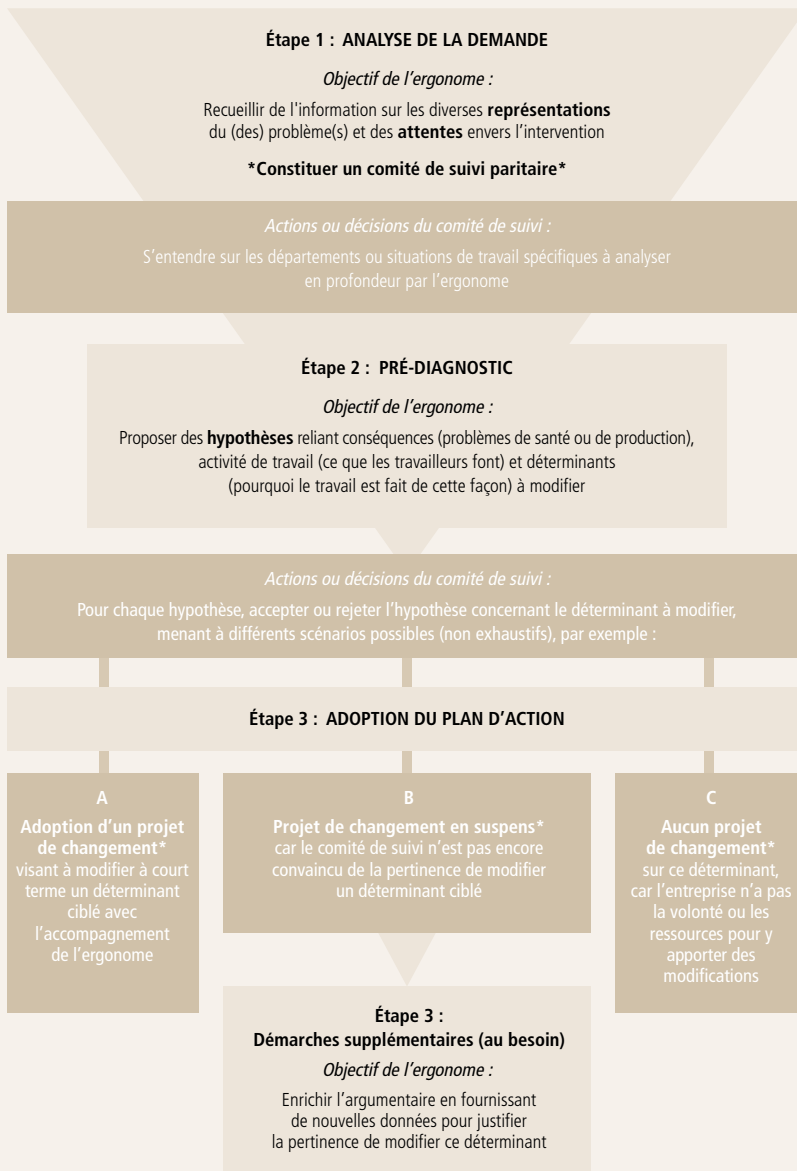 Étape 1 : ANALYSE DE LA DEMANDE
Objectif de l’ergonome :
Recueillir de l'information sur les diverses représentations
du (des) problème(s) et des attentes envers l’intervention
*Constituer un comité de suivi paritaire*
Actions ou décisions du comité de suivi :
S’entendre sur les départements ou situations de travail spécifiques à analyser
en profondeur par l’ergonome
Étape 2 : PRÉ-DIAGNOSTIC
Objectif de l’ergonome :
Proposer des hypothèses reliant conséquences (problèmes de santé ou de production),
activité de travail (ce que les travailleurs font) et déterminants
(pourquoi le travail est fait de cette façon) à modifier
Actions ou décisions du comité de suivi :
Pour chaque hypothèse, accepter ou rejeter l’hypothèse concernant le déterminant à modifier,
menant à différents scénarios possibles (non exhaustifs), par exemple :
Étape 3 : ADOPTION DU PLAN D’ACTION
A
Adoption d’un projet
de changement*
visant à modifier à court
terme un déterminant
ciblé avec
l’accompagnement
de l’ergonome
B
Projet de changement en suspens*
car le comité de suivi n’est pas encore
convaincu de la pertinence de modifier
un déterminant ciblé
C
Aucun projet
de changement*
sur ce déterminant,
car l’entreprise n’a pas
la volonté ou les
ressources pour y
apporter des
modifications
Étape 3 :
Démarches supplémentaires (au besoin)
Objectif de l’ergonome :
Enrichir l’argumentaire en fournissant
de nouvelles données pour justifier
la pertinence de modifier ce déterminant